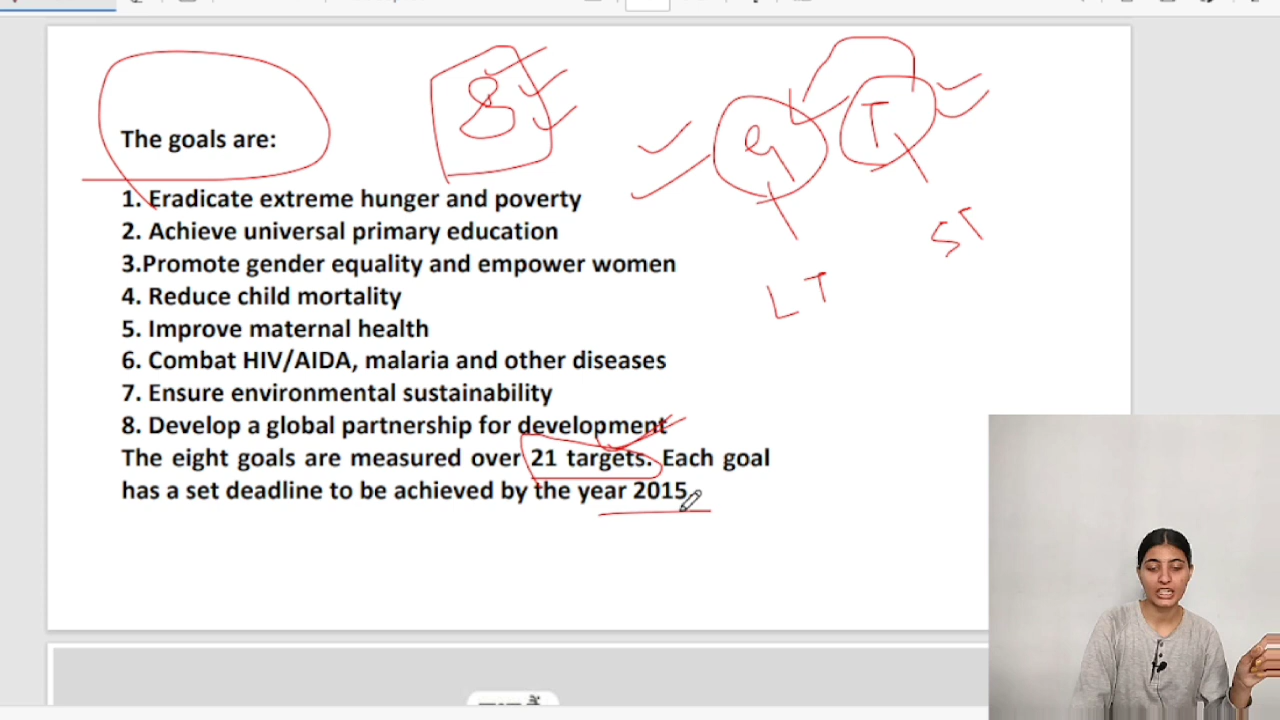 8
G
T
The goals are:
1. Eradicate extreme hunger and poverty
2. Achieve universal primary education
3.Promote gender equality and empower women
4. Reduce child mortality
5. Improve maternal health
6. Combat HIV/AIDA, malaria and other diseases
7. Ensure environmental sustainability
8. Develop a global partnership for development
The eight goals are measured over 21 targets. Each goal
has a set deadline to be achieved by the year 2015
ST
LT